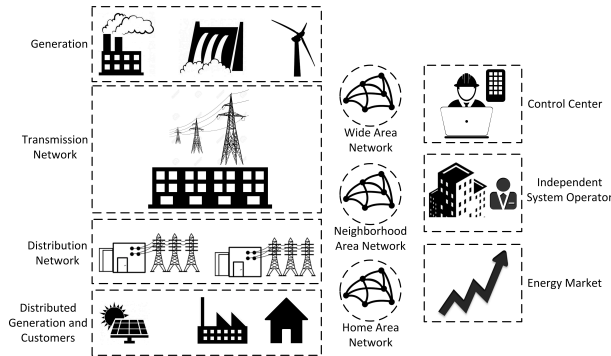 Generation
Transmission
Network
Distribution
Network
Distributed
Generation and
Customers
Wide Area
Network
Neighborhood
Area Network
Home Area
Network
Control Center
Independent
System Operator
Energy Market